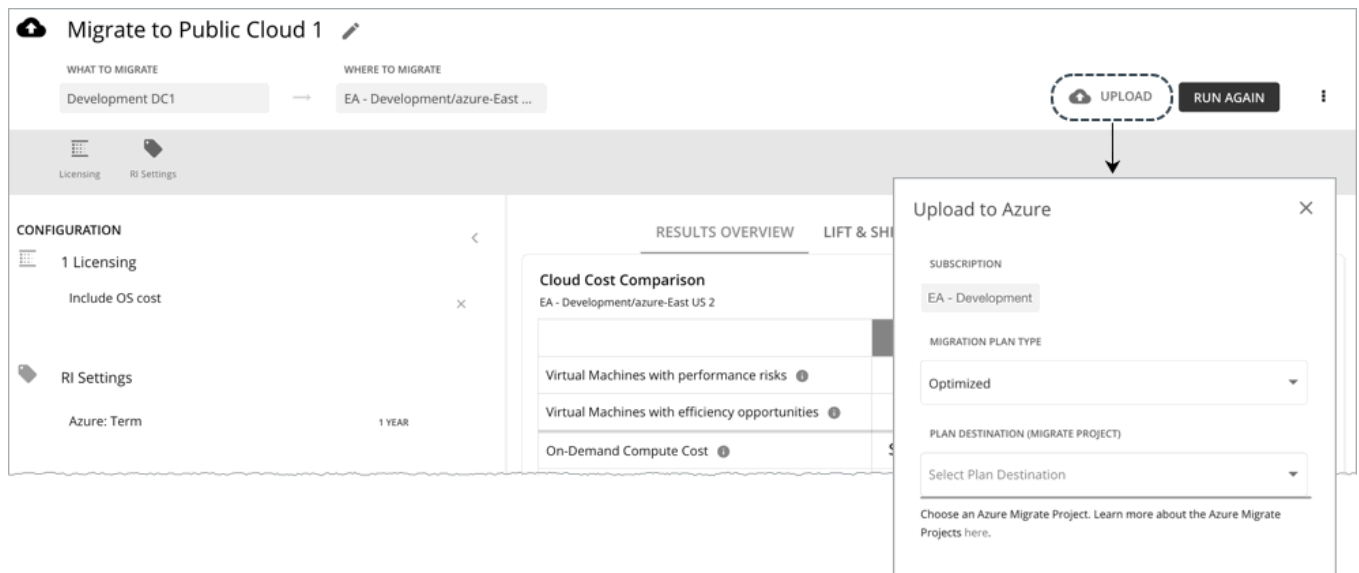 Migrate to Public Cloud 1
WHAT TO MIGRATE
WHERE TO MIGRATE
Development DC1
EA - Development/azure-East ...
UPLOAD
RUN AGAIN
Licensing
RI Settings
CONFIGURATION
1 Licensing
Include OS cost
RI Settings
Azure: Term
1 YEAR
RESULTS OVERVIEW
LIFT & SHI
Cloud Cost Comparison
EA - Development/azure-East US 2
Virtual Machines with performance risks
Virtual Machines with efficiency opportunities
On-Demand Compute Cost
Upload to Azure
SUBSCRIPTION
EA - Development
MIGRATION PLAN TYPE
Optimized
PLAN DESTINATION (MIGRATE PROJECT)
Select Plan Destination
Choose an Azure Migrate Project. Learn more about the Azure Migrate
Projects here.